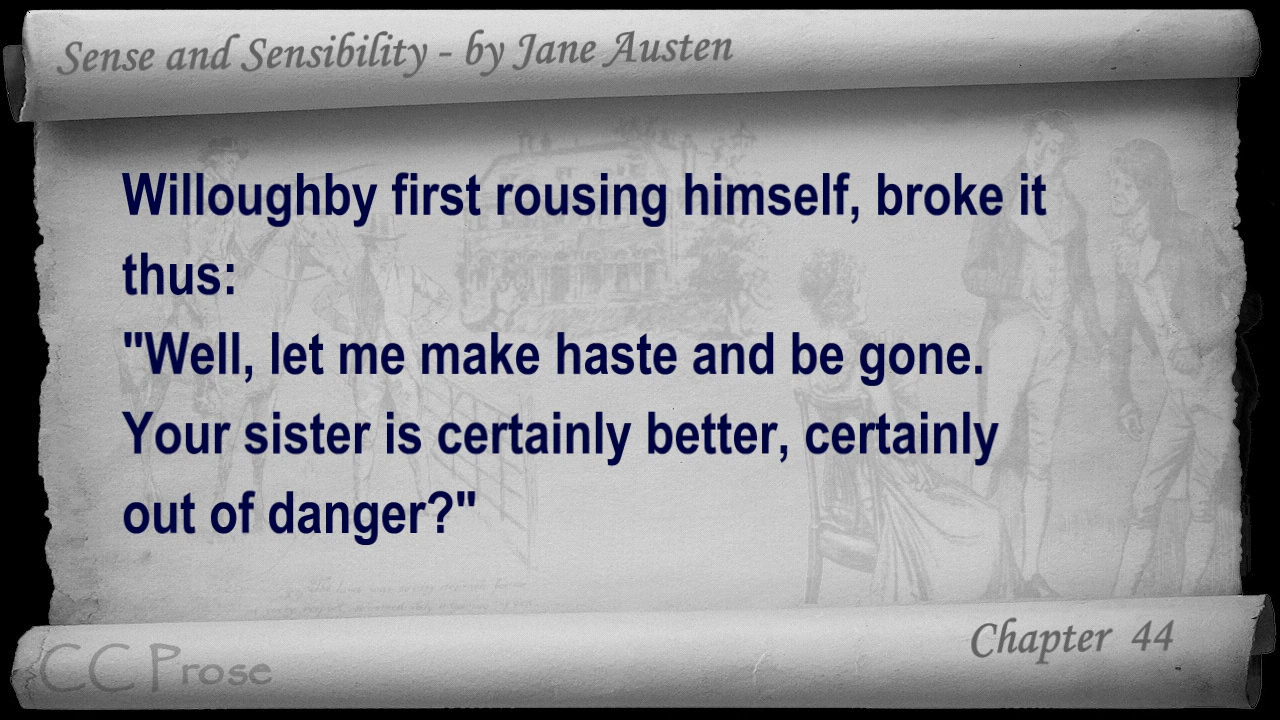 Sense and Sensibility - by Jane Austen
Willoughby first rousing himself, broke it
thus:
"Well, let me make haste and be gone.
Your sister is certainly better, certainly
out of danger?"
Chapter 44
CC Prose